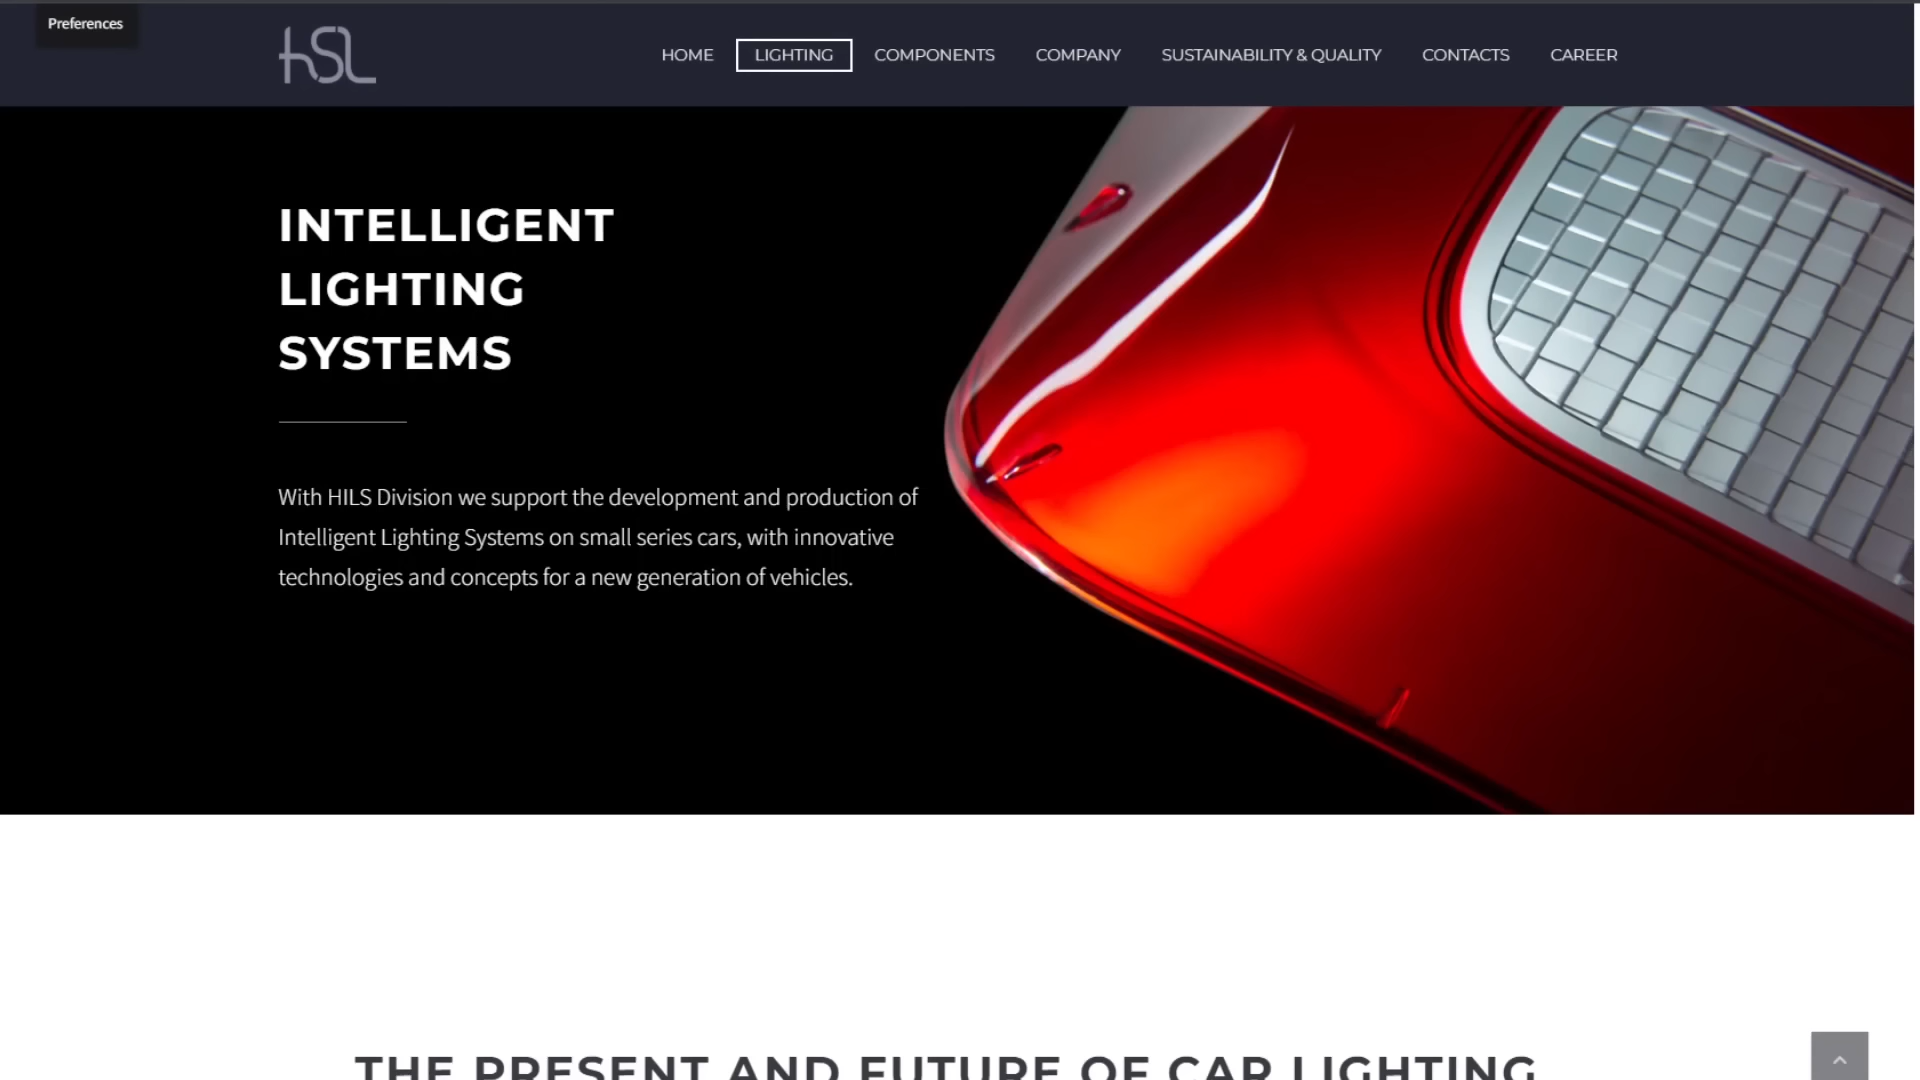 Preferences
hSL
HOME
LIGHTING
COMPONENTS
COMPANY
SUSTAINABILITY & QUALITY
CONTACTS
CAREER
INTELLIGENT
LIGHTING
SYSTEMS
With HILS Division we support the development and production of
Intelligent Lighting Systems on small series cars, with innovative
technologies and concepts for a new generation of vehicles.
THE PRESENT AND FUTURE OF CAR LIGHTING